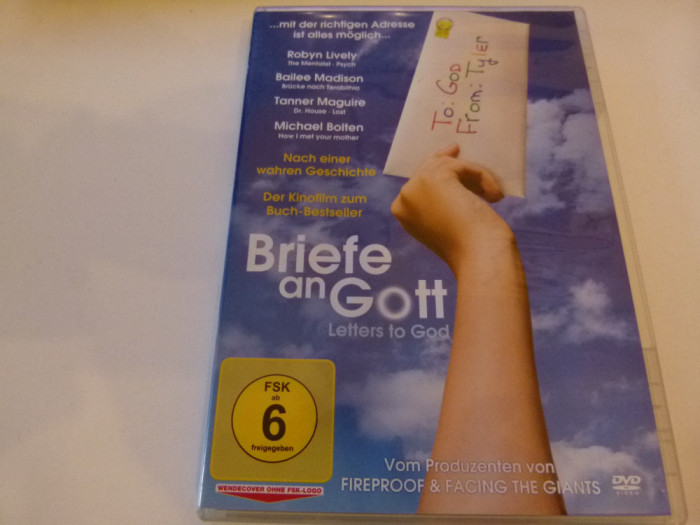 ...mit der richtigen Adresse
ist alles möglich...
Robyn Lively
The Mentalist - Psych
Bailee Madison
Brücke nach Terabithia
Tanner Maguire
Dr. House - Lost
Michael Bolten
How I met your mother
Nach einer
wahren Geschichte
Der Kinofilm zum
Buch-Bestseller
To: GOD
From: Tyler
Briefe
an Gott
Letters to God
FSK
ab
6
freigegeben
WENDECOVER OHNE FSK-LOGO
Vom Produzenten von
FIREPROOF & FACING THE GIANTS
DVD
VIDEO